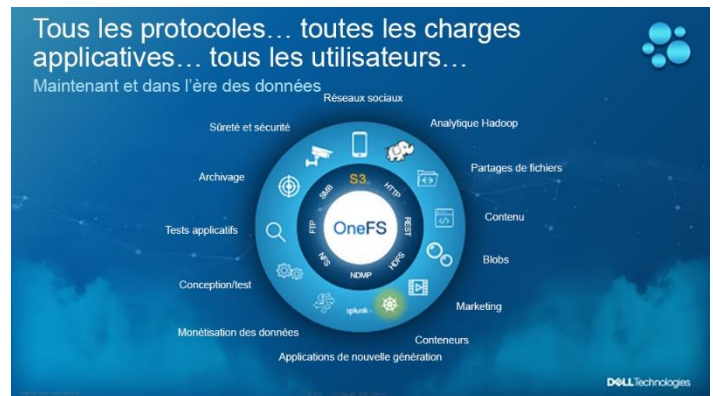 Tous les protocoles… toutes les charges
applicatives… tous les utilisateurs…
Maintenant et dans l'ère des données
Réseaux sociaux
Sûreté et sécurité
Analytique Hadoop
Archivage
Partages de fichiers
Tests applicatifs
Contenu
Conception/test
Blobs
Monétisation des données
Marketing
Conteneurs
Applications de nouvelle génération
S3
HTTP
REST
HDFS
NDMP
NFS
FTP
SMB
OneFS
splunk>
DELLTechnologies